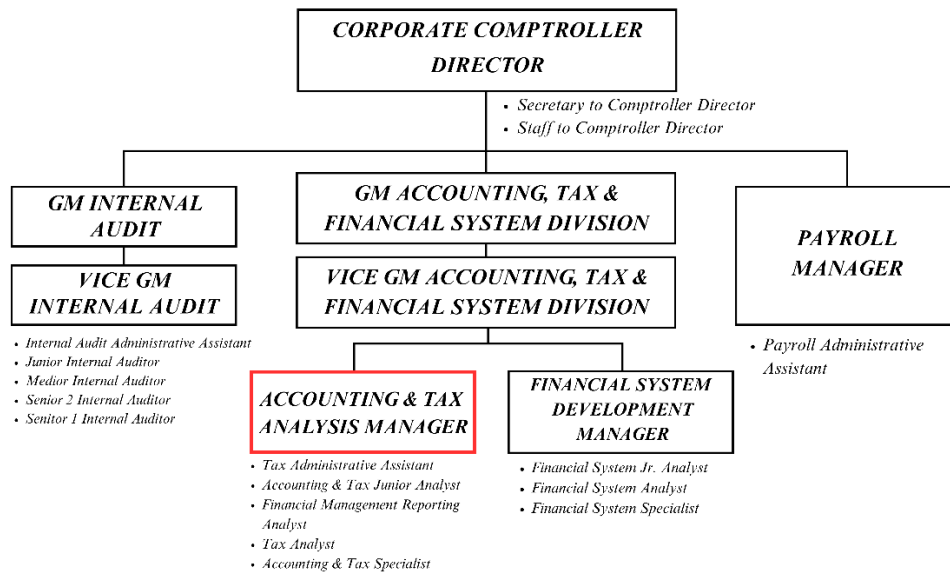 CORPORATE COMPTROLLER
DIRECTOR
• Secretary to Comptroller Director
• Staff to Comptroller Director
GM INTERNAL
AUDIT
GM ACCOUNTING, TAX &
FINANCIAL SYSTEM DIVISION
PAYROLL
MANAGER
VICE GM
INTERNAL AUDIT
VICE GM ACCOUNTING, TAX &
FINANCIAL SYSTEM DIVISION
• Internal Audit Administrative Assistant
• Junior Internal Auditor
• Medior Internal Auditor
• Senior 2 Internal Auditor
• Senitor 1 Internal Auditor
• Payroll Administrative
Assistant
ACCOUNTING & TAX
ANALYSIS MANAGER
FINANCIAL SYSTEM
DEVELOPMENT
MANAGER
• Tax Administrative Assistant
• Accounting & Tax Junior Analyst
• Financial Management Reporting
Analyst
• Tax Analyst
• Accounting & Tax Specialist
• Financial System Jr. Analyst
• Financial System Analyst
• Financial System Specialist